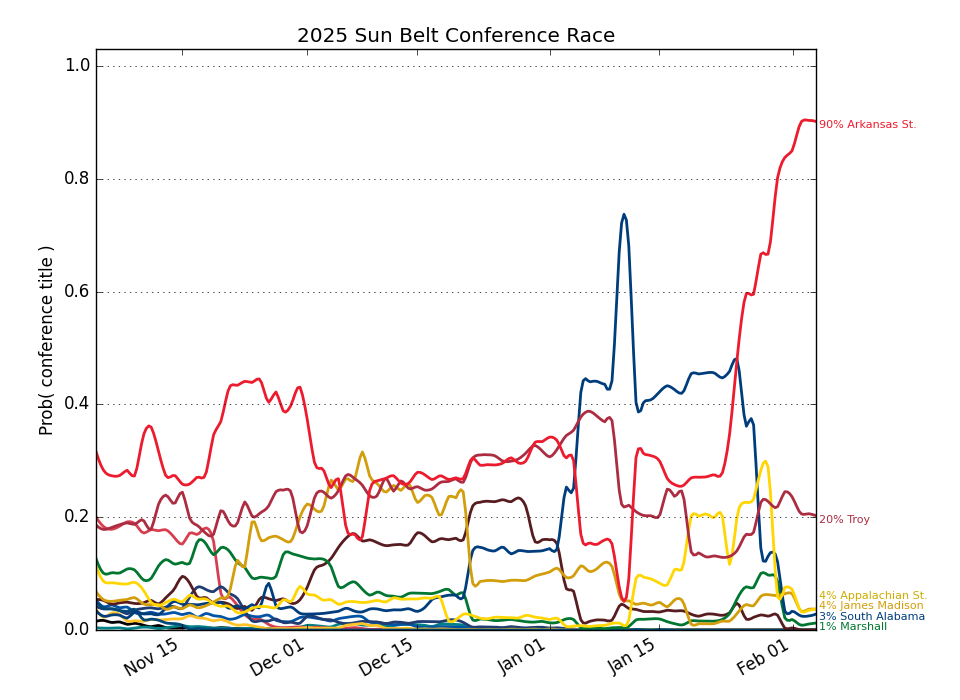 2025 Sun Belt Conference Race
Prob( conference title )
1.0
0.8
0.6
0.4
0.2
0.0
Nov 15
Dec 01
Dec 15
Jan 01
Jan 15
Feb 01
90% Arkansas St.
20% Troy
4% Appalachian St.
4% James Madison
3% South Alabama
1% Marshall